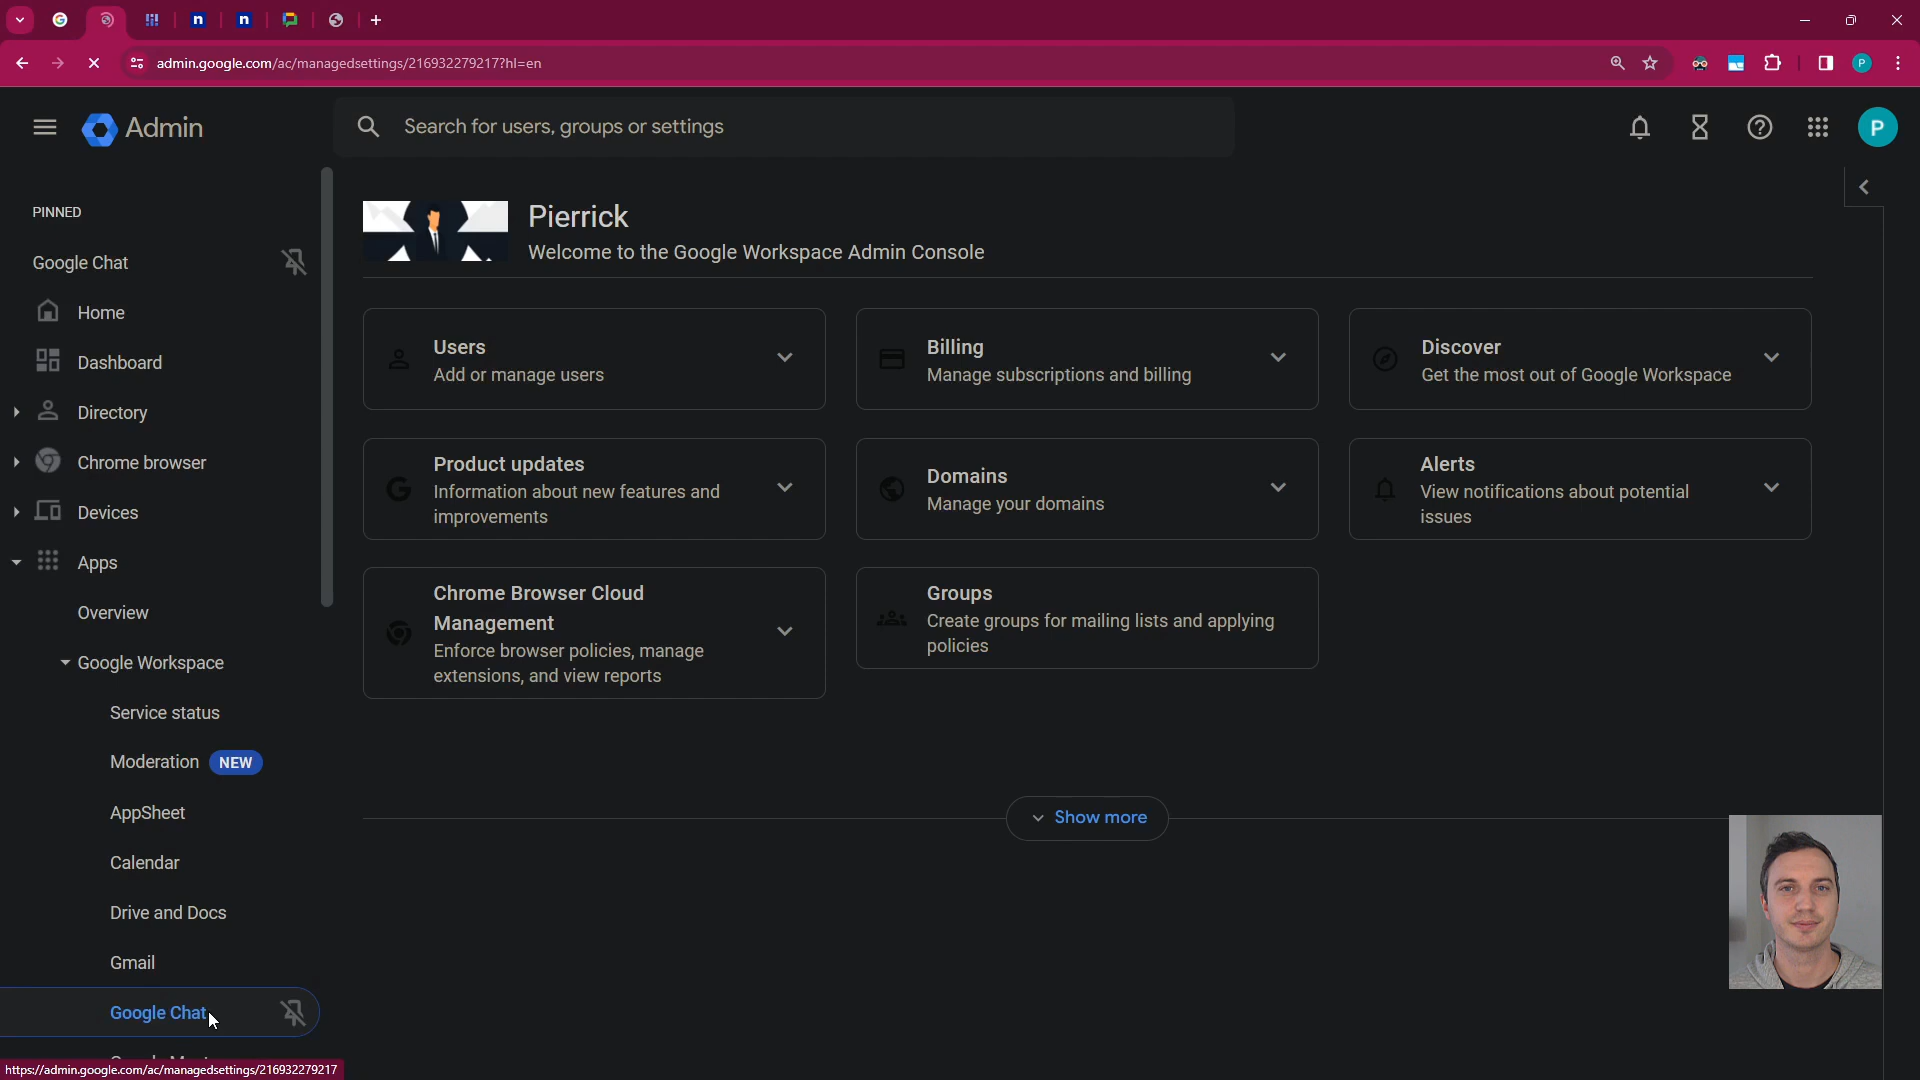 admin.google.com/ac/managedsettings/216932279217?hl=en
P
Admin
Search for users, groups or settings
P
PINNED
Google Chat
Home
Dashboard
Directory
Chrome browser
Devices
Apps
Overview
Google Workspace
Service status
Moderation NEW
AppSheet
Calendar
Drive and Docs
Gmail
Google Chat
https://admin.google.com/ac/managedsettings/216932279217
Pierrick
Welcome to the Google Workspace Admin Console
Users
Add or manage users
Billing
Manage subscriptions and billing
Discover
Get the most out of Google Workspace
Product updates
Information about new features and
improvements
Domains
Manage your domains
Alerts
View notifications about potential
issues
Chrome Browser Cloud
Management
Enforce browser policies, manage
extensions, and view reports
Groups
Create groups for mailing lists and applying
policies
Show more